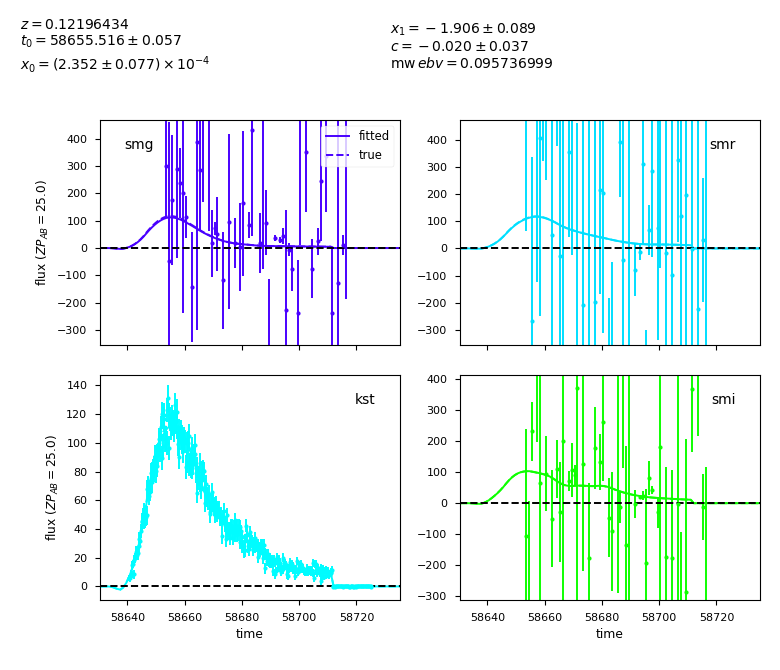 z = 0.12196434
t₀ = 58655.516 ± 0.057
x₀ = (2.352 ± 0.077) × 10⁻⁴
x₁ = −1.906 ± 0.089
c = −0.020 ± 0.037
mw ebv = 0.095736999
smg
fitted
true
400
300
200
100
0
−100
−200
−300
flux (ZP_AB = 25.0)
smr
400
300
200
100
0
−100
−200
−300
kst
140
120
100
80
60
40
20
0
flux (ZP_AB = 25.0)
58640 58660 58680 58700 58720
time
smi
400
300
200
100
0
−100
−200
−300
58640 58660 58680 58700 58720
time